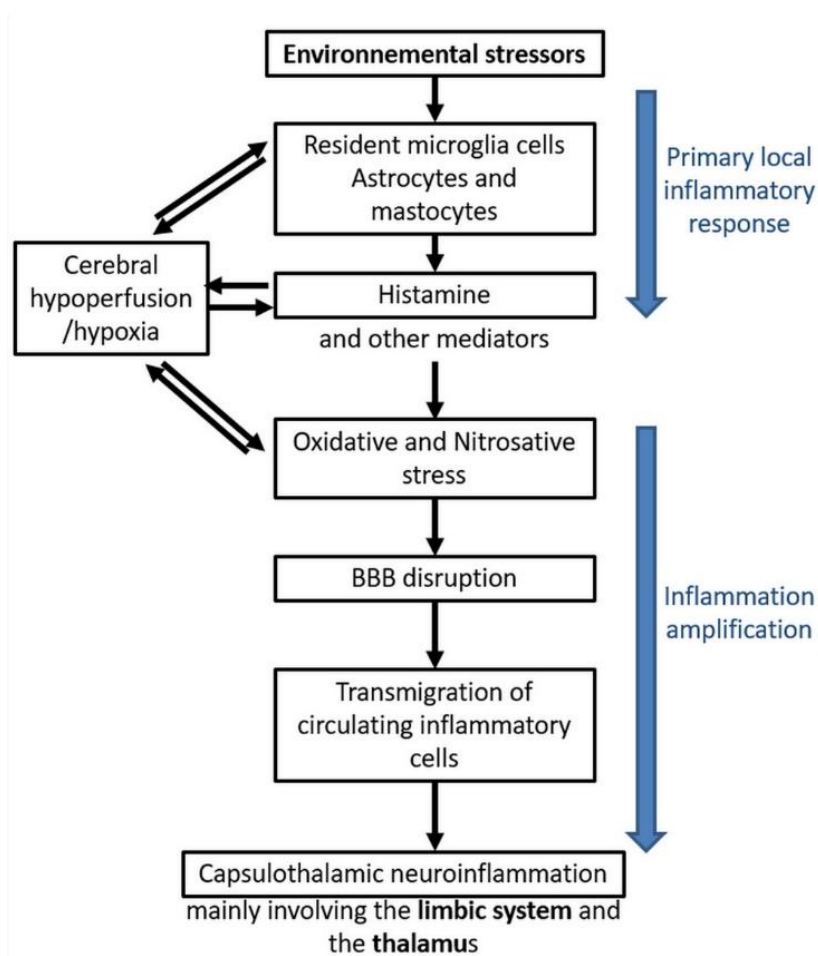 Environnemental stressors
Resident microglia cells
Astrocytes and
mastocytes
Primary local
inflammatory
response
Cerebral
hypoperfusion
/hypoxia
Histamine
and other mediators
Oxidative and Nitrosative
stress
BBB disruption
Inflammation
amplification
Transmigration of
circulating inflammatory
cells
Capsulothalamic neuroinflammation
mainly involving the limbic system and
the thalamus